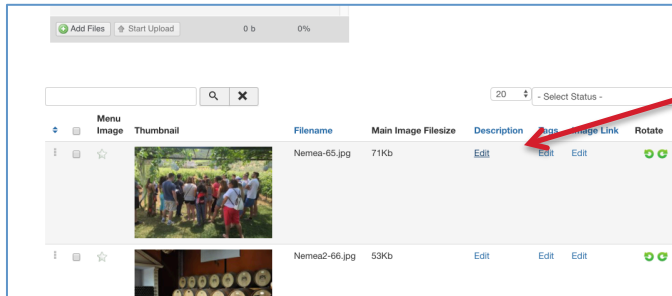 Add Files Start Upload 0 b 0%
20 - Select Status -
Menu
Image Thumbnail Filename Main Image Filesize Description Tags Image Link Rotate
Nemea-65.jpg 71Kb Edit Edit Edit
Nemea2-66.jpg 53Kb Edit Edit Edit